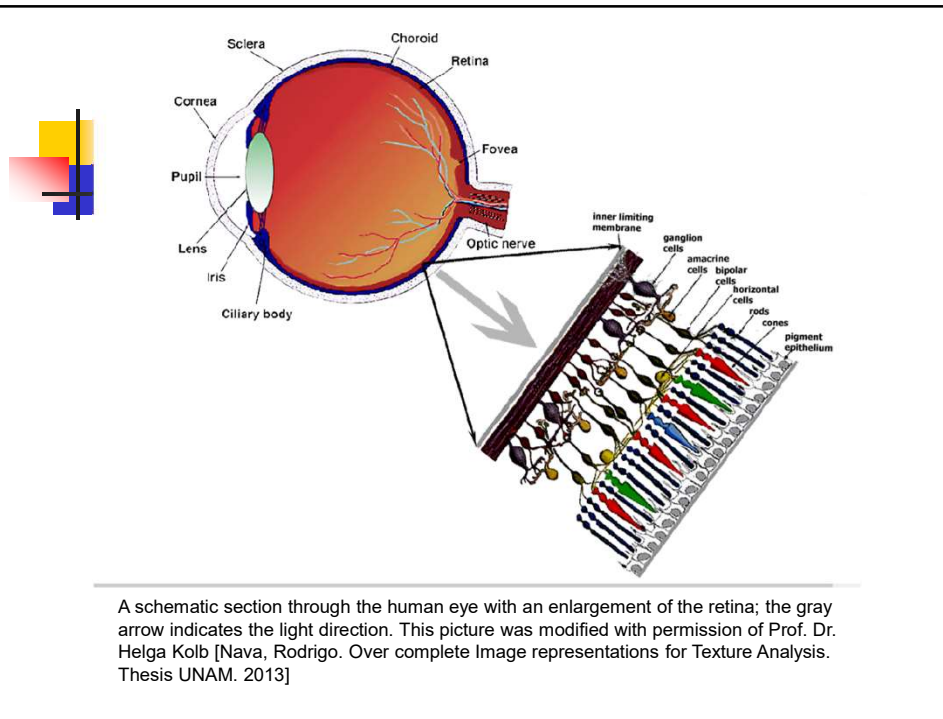 Sclera
Choroid
Retina
Cornea
Fovea
Pupil
Optic nerve
Lens
Iris
Ciliary body
inner limiting
membrane
ganglion
cells
amacrine
cells
bipolar
cells
horizontal
cells
rods
cones
pigment
epithelium
A schematic section through the human eye with an enlargement of the retina; the gray
arrow indicates the light direction. This picture was modified with permission of Prof. Dr.
Helga Kolb [Nava, Rodrigo. Over complete Image representations for Texture Analysis.
Thesis UNAM. 2013]